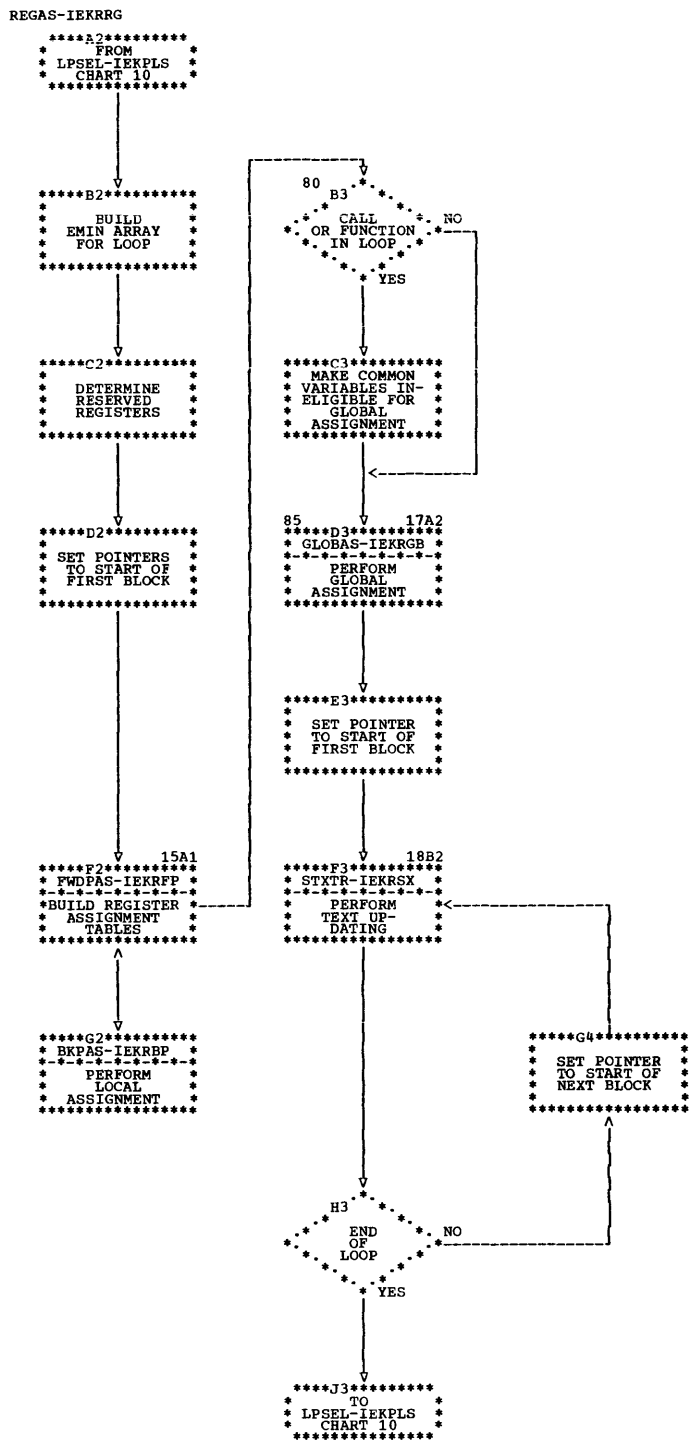 REGAS-IEKRRG
A2
FROM
LPSEL-IEKPLS
CHART 10
B2
BUILD
EMIN ARRAY
FOR LOOP
C2
DETERMINE
RESERVED
REGISTERS
D2
SET POINTERS
TO START OF
FIRST BLOCK
15A1
F2
FWDPAS-IEKRFP
BUILD REGISTER
ASSIGNMENT
TABLES
G2
BKPAS-IEKRBP
PERFORM
LOCAL
ASSIGNMENT
80
B3
CALL
OR FUNCTION
IN LOOP
NO
YES
C3
MAKE COMMON
VARIABLES IN-
ELIGIBLE FOR
GLOBAL
ASSIGNMENT
85 17A2
D3
GLOBAS-IEKRGB
PERFORM
GLOBAL
ASSIGNMENT
E3
SET POINTER
TO START OF
FIRST BLOCK
18B2
F3
STXTR-IEKRSX
PERFORM
TEXT UP-
DATING
G4
SET POINTER
TO START OF
NEXT BLOCK
H3
END
OF
LOOP
NO
YES
J3
TO
LPSEL-IEKPLS
CHART 10